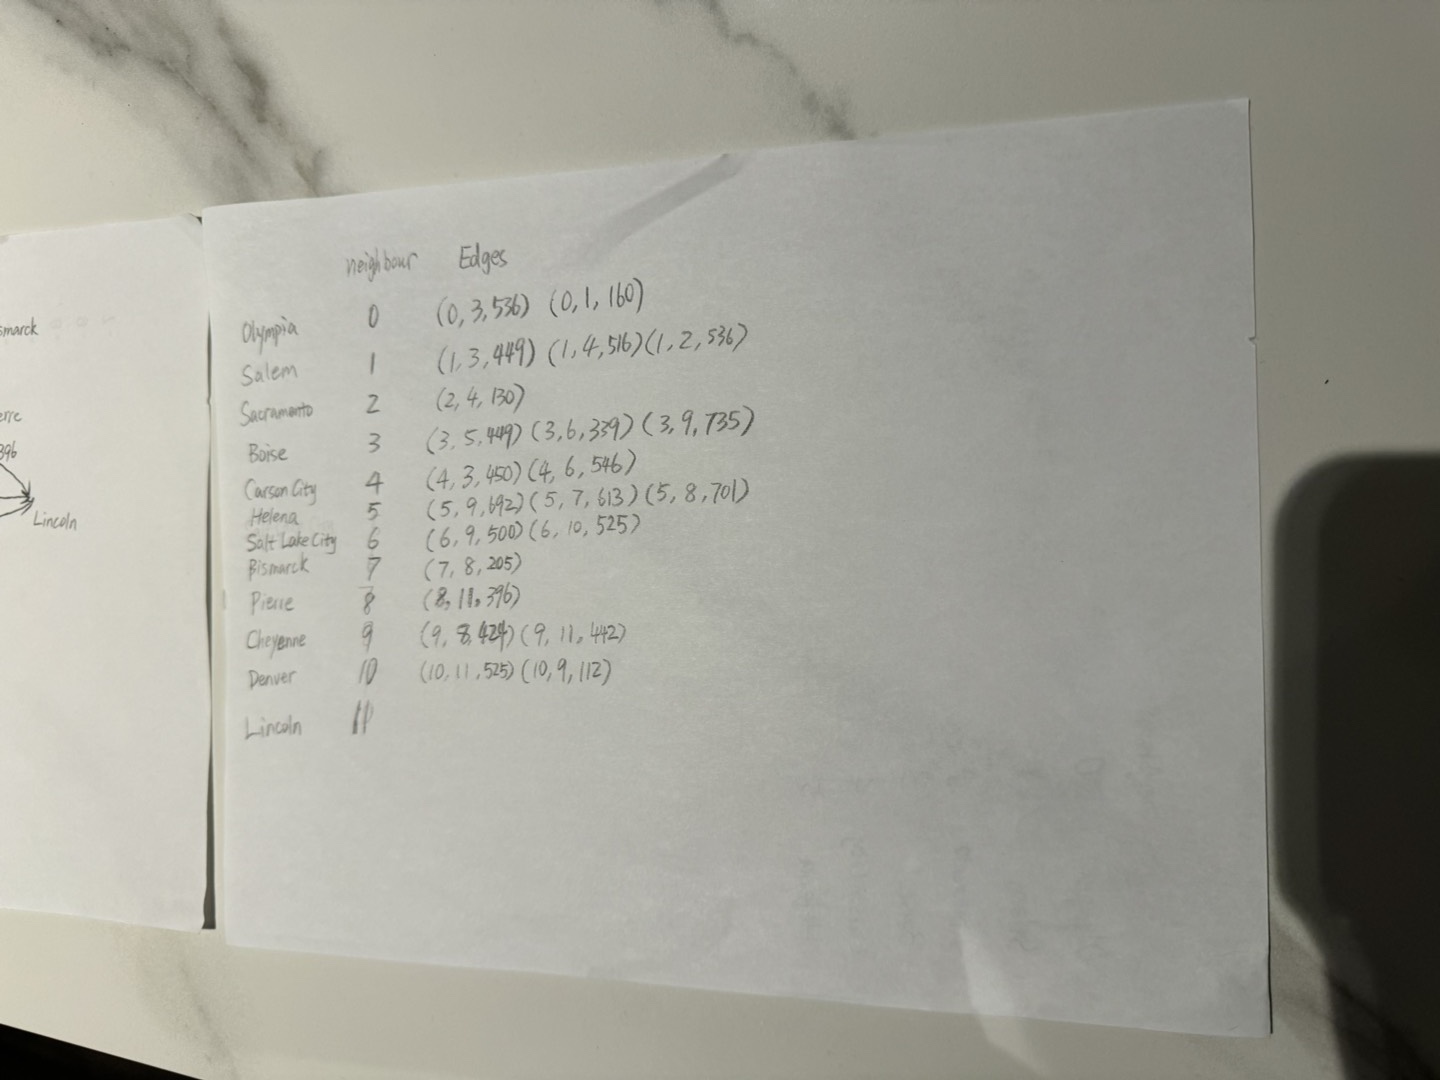 smarck
erre
396
Lincoln
neighbour Edges
Olympia 0 (0, 3, 536) (0, 1, 160)
Salem 1 (1, 3, 449) (1, 4, 516) (1, 2, 536)
Sacramento 2 (2, 4, 130)
Boise 3 (3, 5, 449) (3, 6, 339) (3, 9, 735)
Carson City 4 (4, 3, 450) (4, 6, 546)
Helena 5 (5, 9, 692) (5, 7, 613) (5, 8, 701)
Salt Lake City 6 (6, 9, 500) (6, 10, 525)
Bismarck 7 (7, 8, 205)
Pierre 8 (8, 11, 396)
Cheyenne 9 (9, 8, 424) (9, 11, 442)
Denver 10 (10, 11, 525) (10, 9, 112)
Lincoln 11